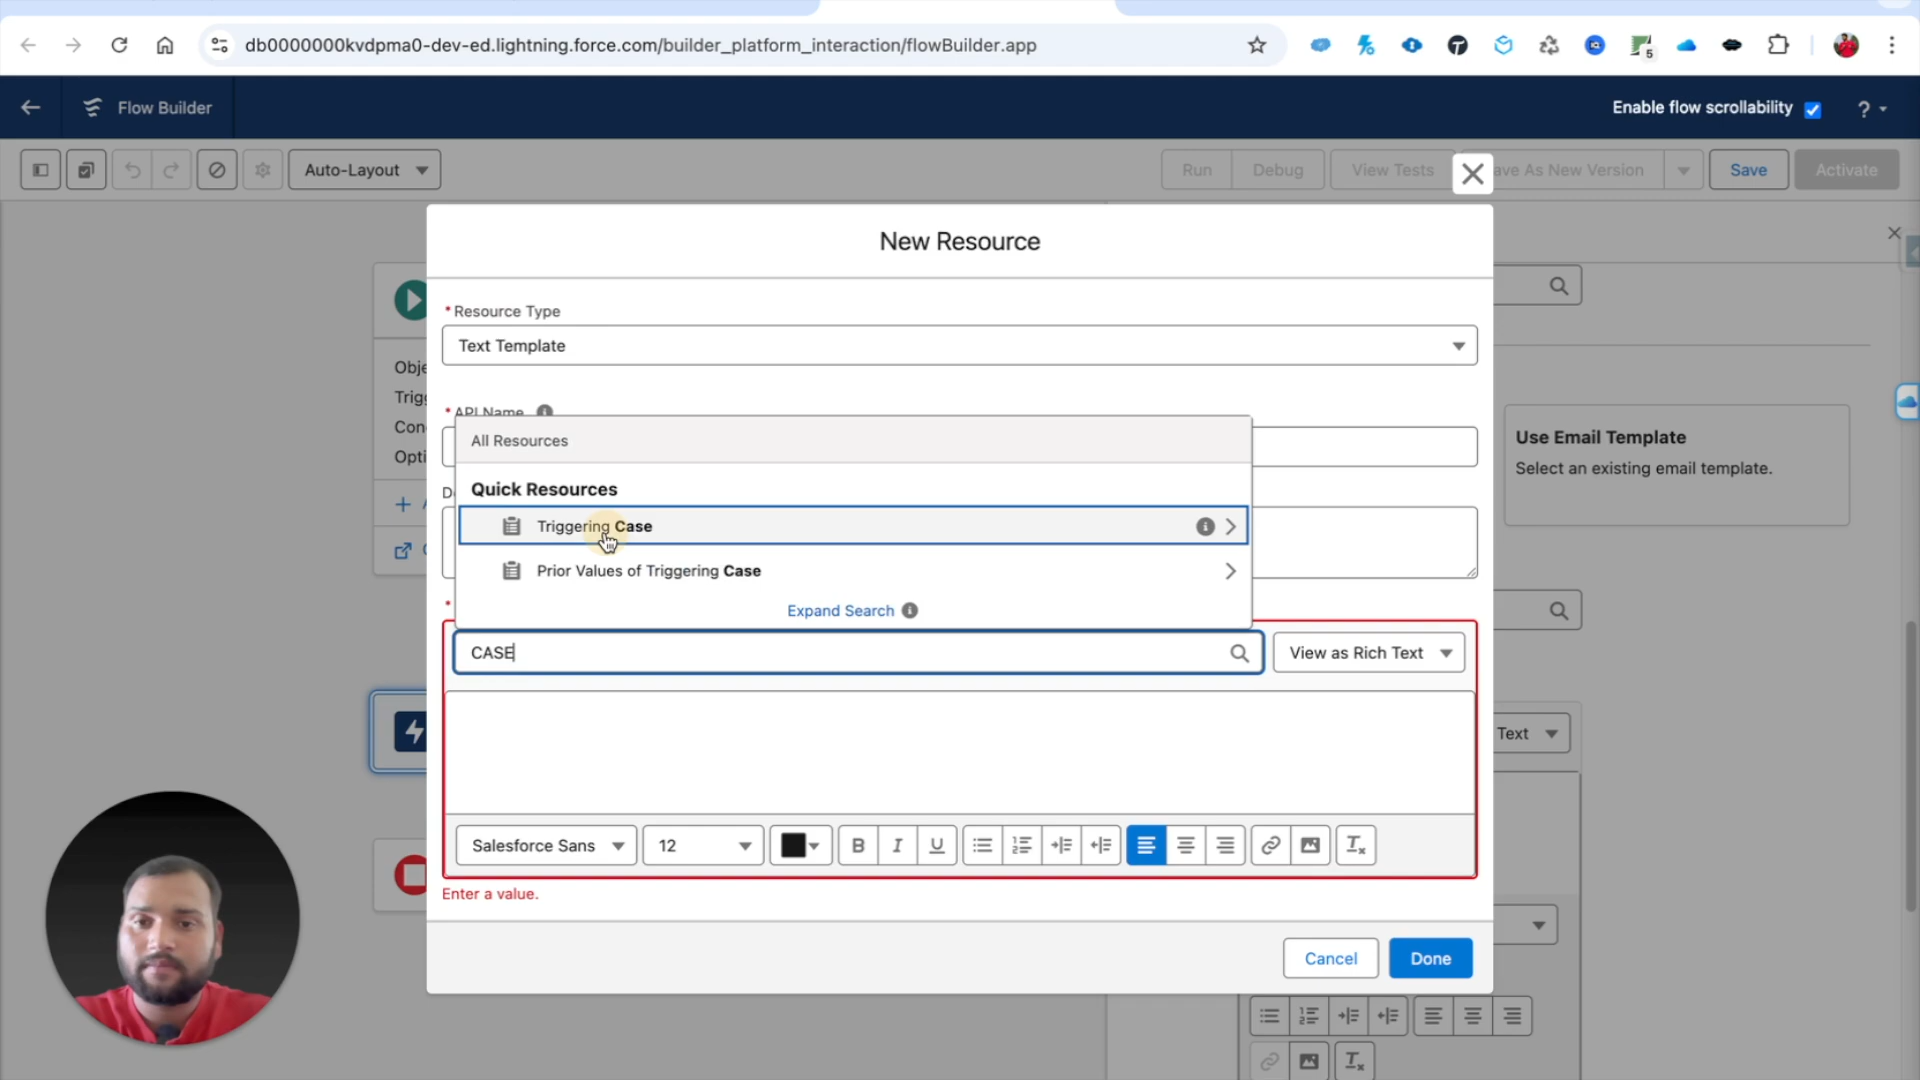 db0000000kvdpma0-dev-ed.lightning.force.com/builder_platform_interaction/flowBuilder.app
5
Flow Builder
Enable flow scrollability
?
Auto-Layout
Run
Debug
View Tests
ave As New Version
Save
Activate
New Resource
* Resource Type
Text Template
Obje
Trig
Con
Opti
* API Name
All Resources
Quick Resources
Triggering Case
Prior Values of Triggering Case
Expand Search
Use Email Template
Select an existing email template.
*
CASE
View as Rich Text
Text
Salesforce Sans
12
B
I
U
Enter a value.
Cancel
Done